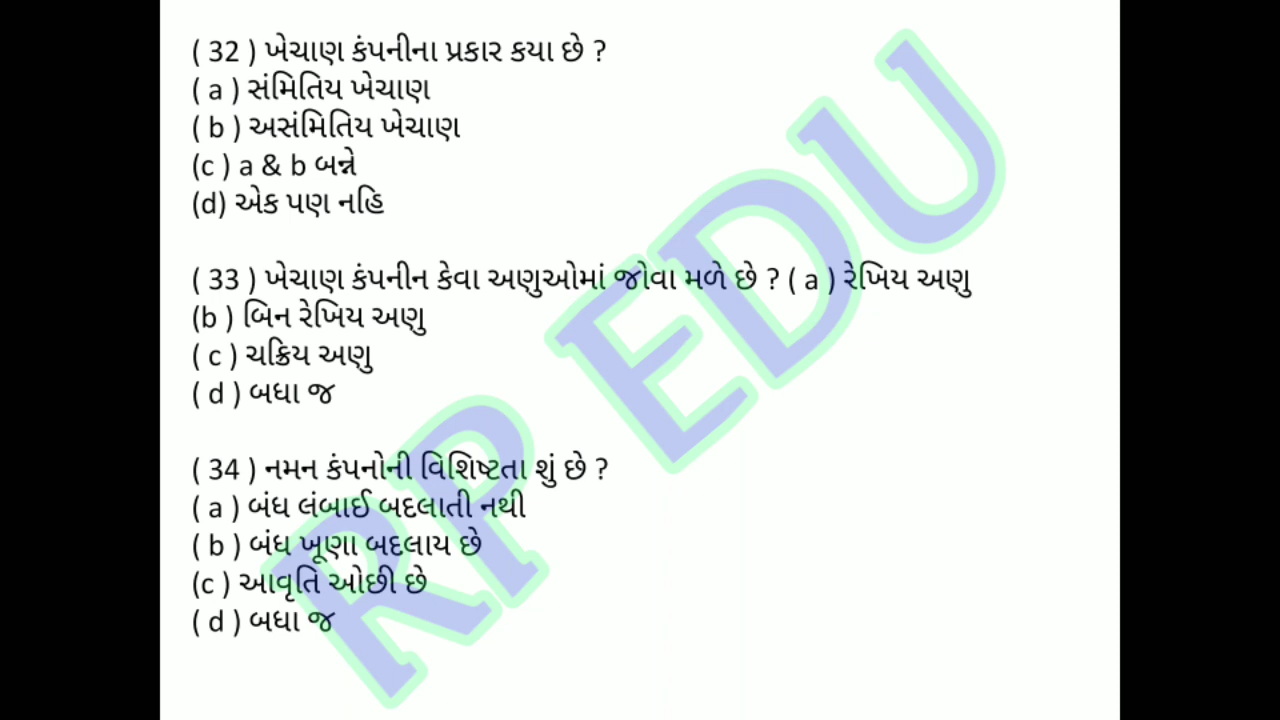 ( 32 ) ખેચાણ કંપનીના પ્રકાર કયા છે ?
( a ) સંમિતિય ખેચાણ
( b ) અસંમિતિય ખેચાણ
(c ) a & b બન્ને
(d) એક પણ નહિ
( 33 ) ખેચાણ કંપનીન કેવા અણુઓમાં જોવા મળે છે ? ( a ) રેખિય અણુ
(b ) બિન રેખિય અણુ
( c ) ચક્રિય અણુ
( d ) બધા જ
( 34 ) નમન કંપનોની વિશિષ્ટતા શું છે ?
( a ) બંધ લંબાઈ બદલાતી નથી
( b ) બંધ ખૂણા બદલાય છે
(c ) આવૃતિ ઓછી છે
( d ) બધા જ
RP EDU